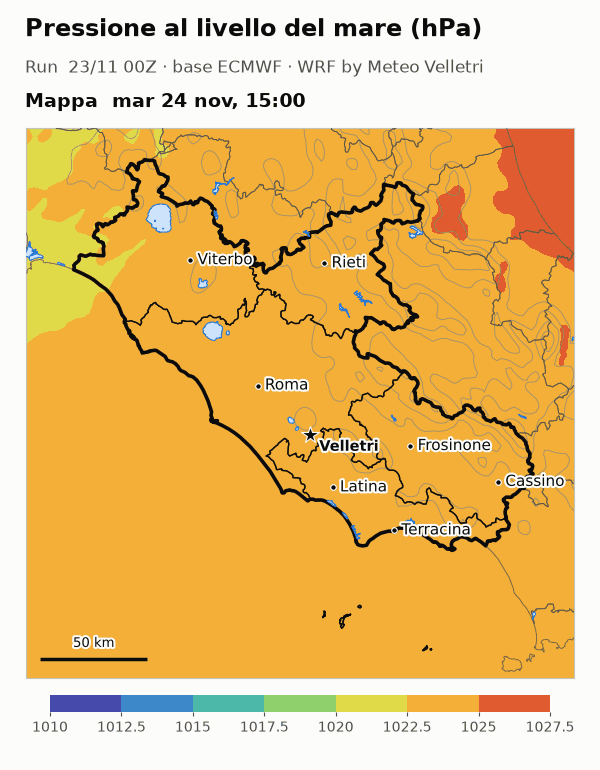 Pressione al livello del mare (hPa)
Run  23/11 00Z · base ECMWF · WRF by Meteo Velletri
Mappa  mar 24 nov, 15:00
Viterbo
Rieti
Roma
Velletri
Frosinone
Cassino
Latina
Terracina
50 km
1010 1012.5 1015 1017.5 1020 1022.5 1025 1027.5